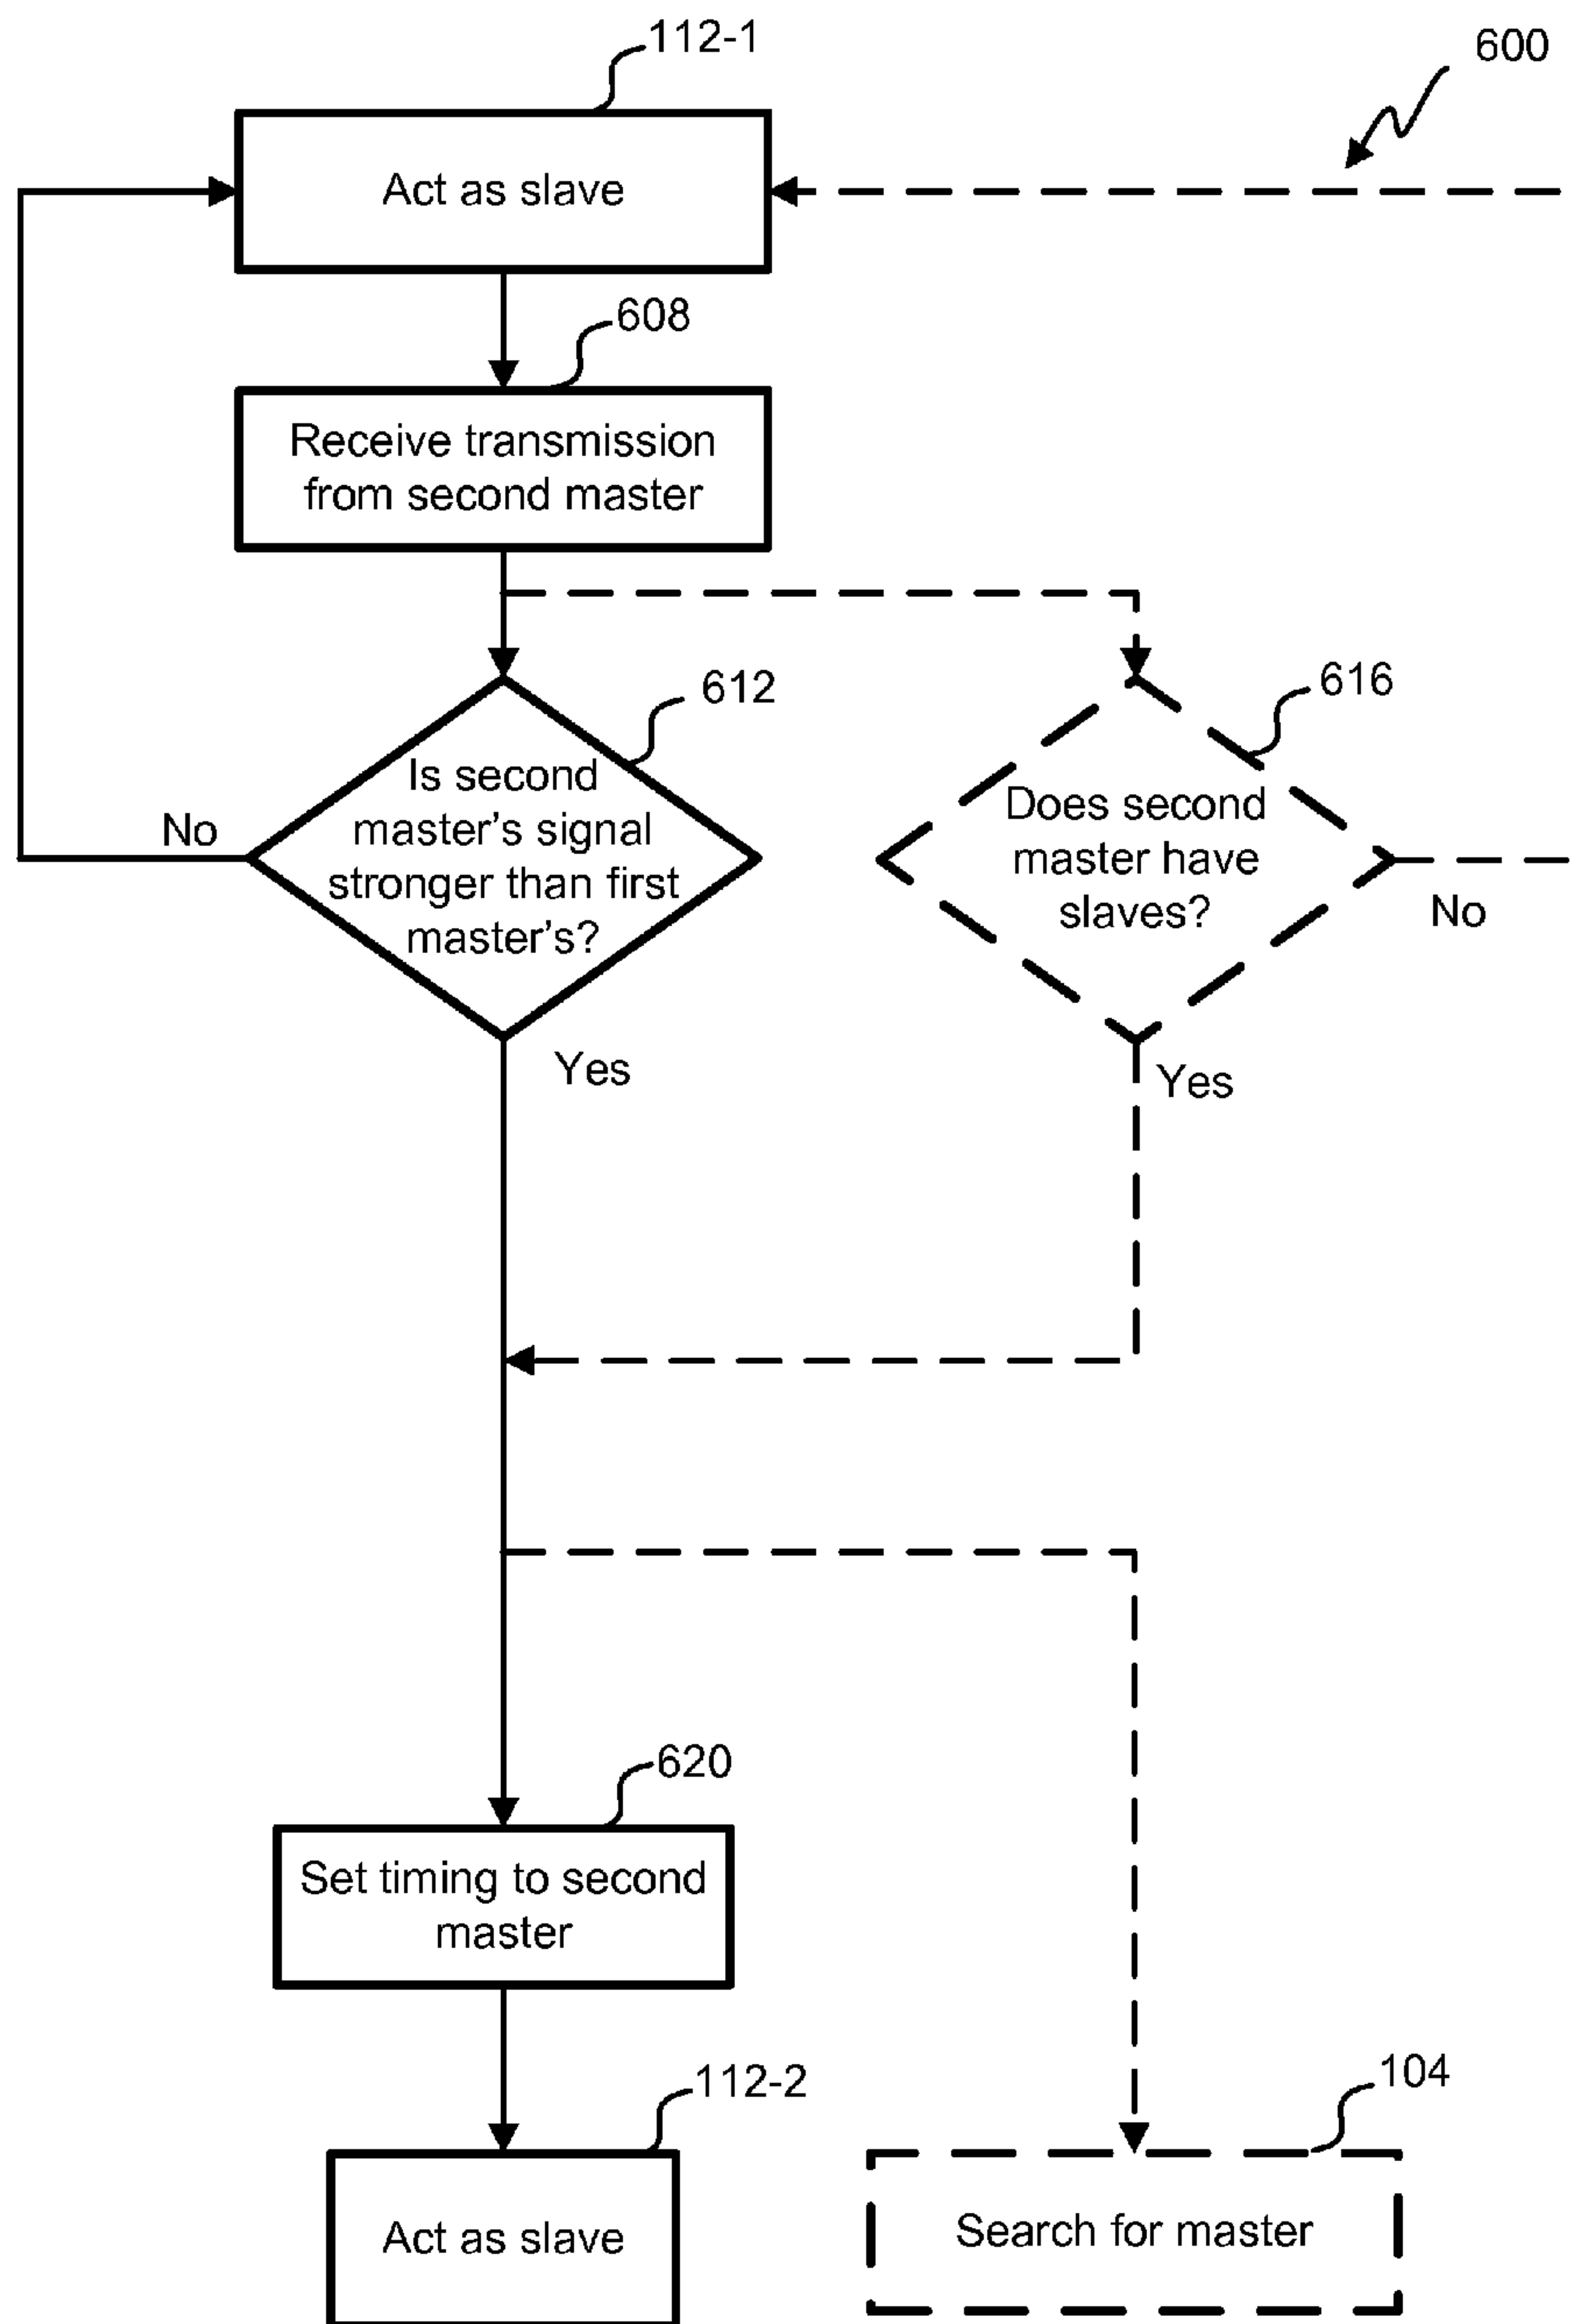 112-1
600
Act as slave
608
Receive transmission
from second master
612
616
Is second
master's signal
stronger than first
master's?
No
Does second
master have
slaves?
No
Yes
Yes
620
Set timing to second
master
112-2
104
Act as slave
Search for master